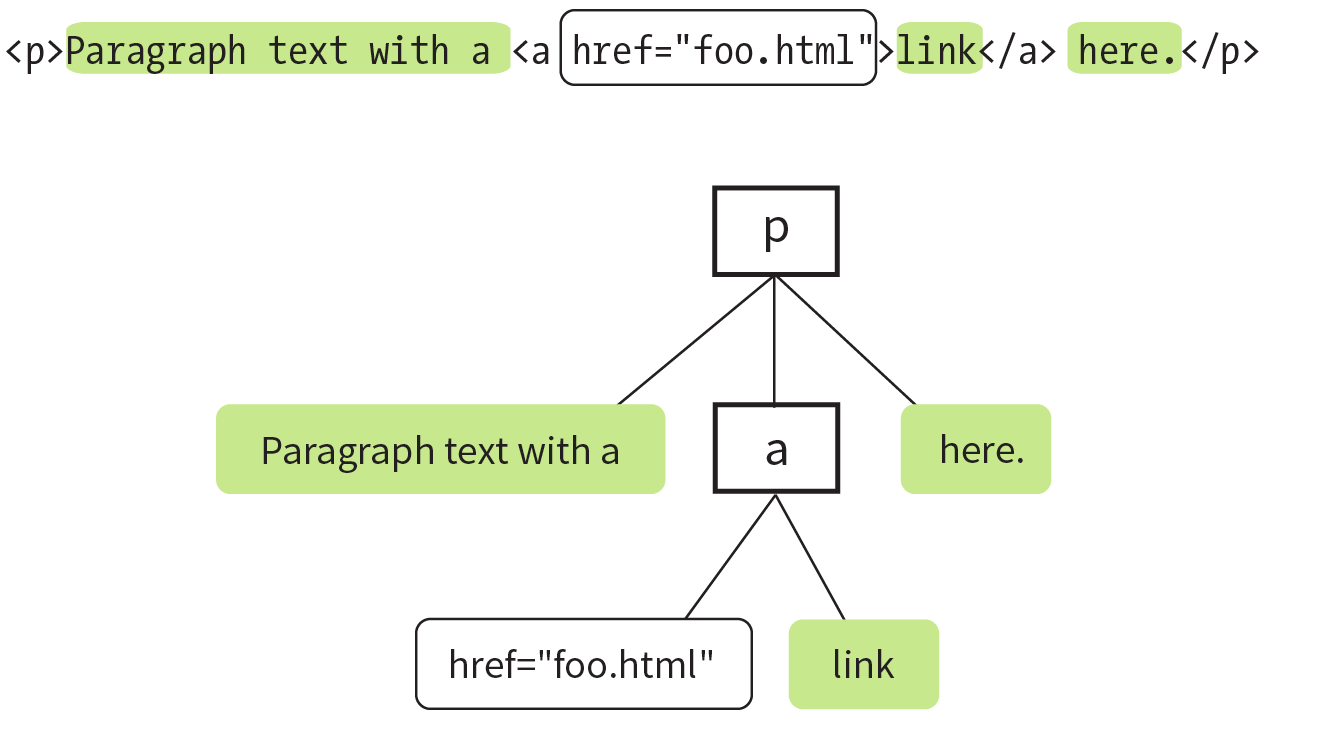 <p>Paragraph text with a <a href="foo.html">link</a> here.</p>
p
Paragraph text with a
a
here.
href="foo.html"
link